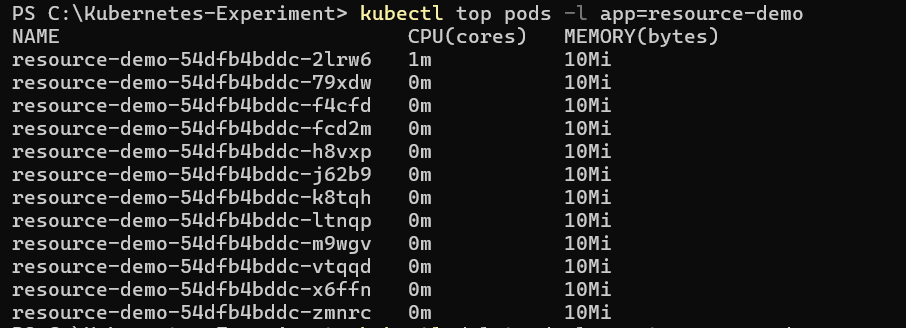 PS C:\Kubernetes-Experiment> kubectl top pods -l app=resource-demo
NAME CPU(cores) MEMORY(bytes)
resource-demo-54dfb4bddc-2lrw6 1m 10Mi
resource-demo-54dfb4bddc-79xdw 0m 10Mi
resource-demo-54dfb4bddc-f4cfd 0m 10Mi
resource-demo-54dfb4bddc-fcd2m 0m 10Mi
resource-demo-54dfb4bddc-h8vxp 0m 10Mi
resource-demo-54dfb4bddc-j62b9 0m 10Mi
resource-demo-54dfb4bddc-k8tqh 0m 10Mi
resource-demo-54dfb4bddc-ltnqp 0m 10Mi
resource-demo-54dfb4bddc-m9wgv 0m 10Mi
resource-demo-54dfb4bddc-vtqqd 0m 10Mi
resource-demo-54dfb4bddc-x6ffn 0m 10Mi
resource-demo-54dfb4bddc-zmnrc 0m 10Mi